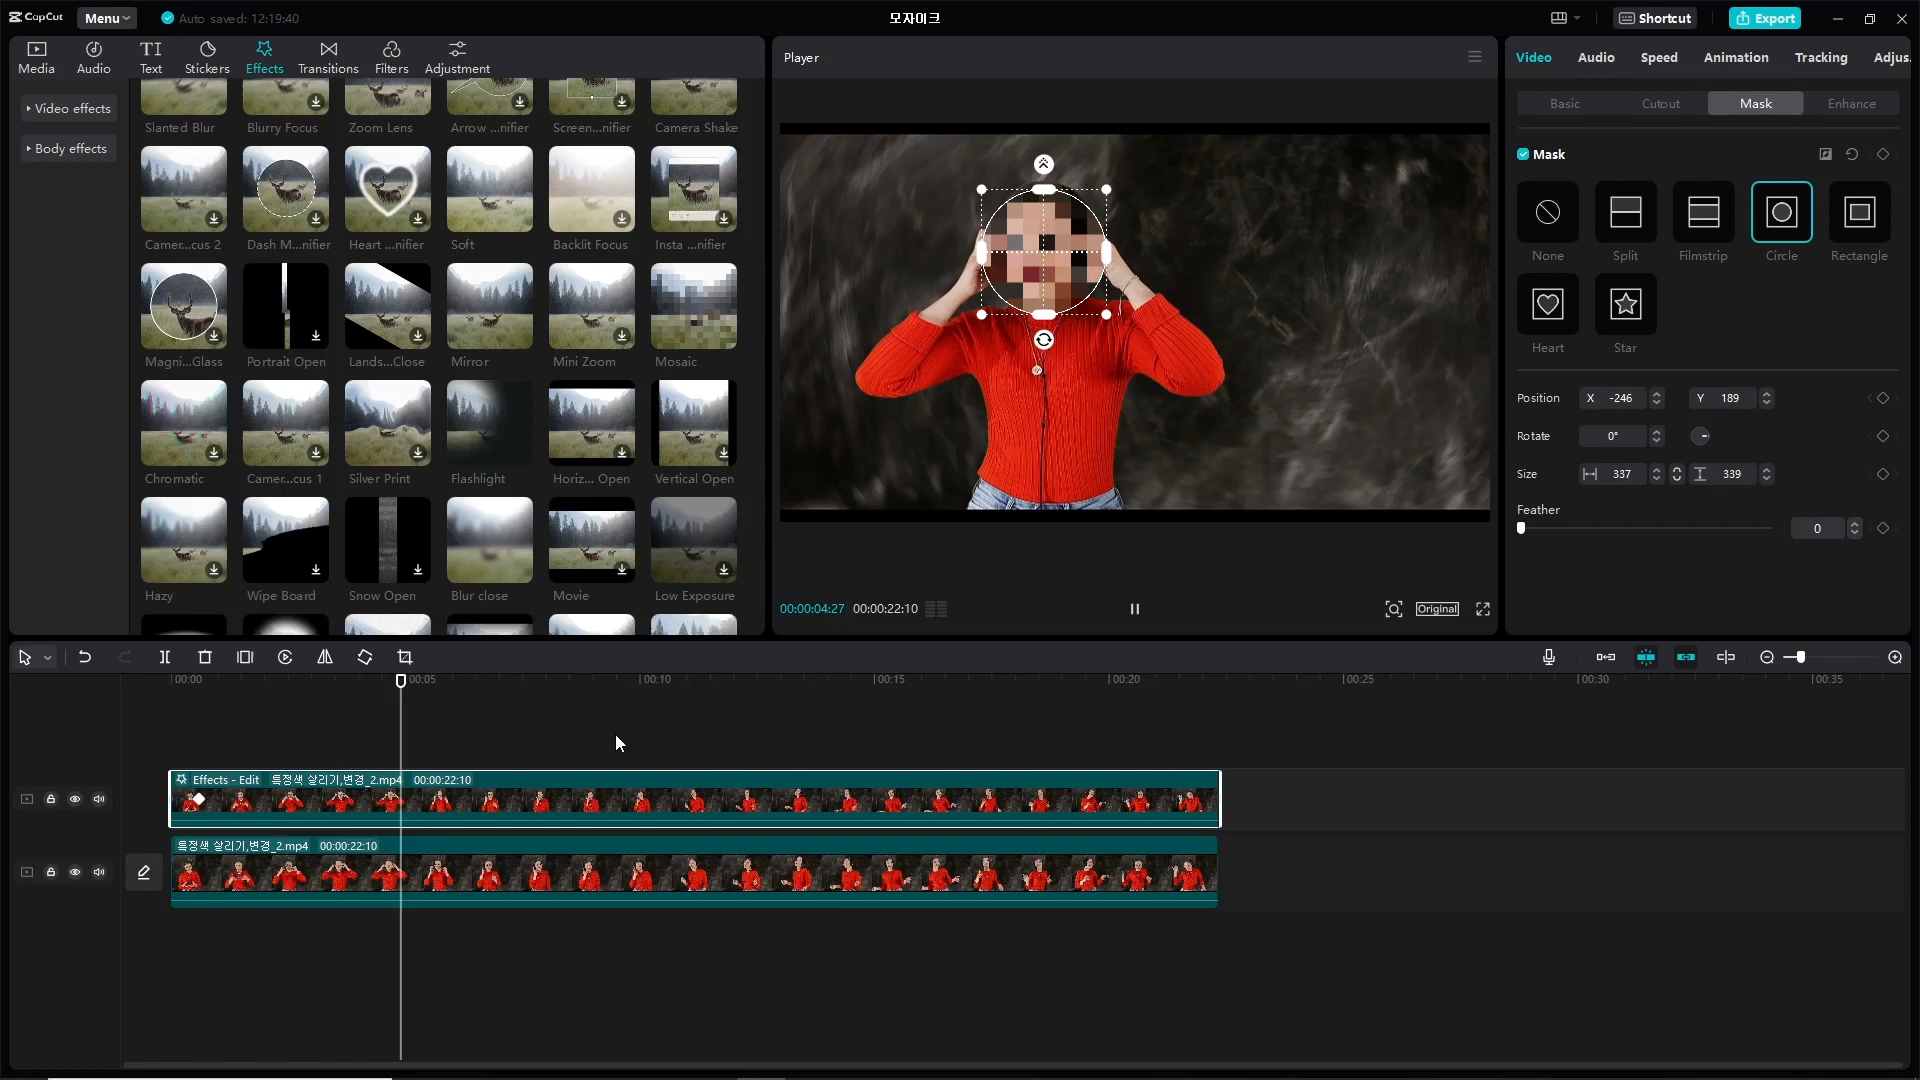 CapCut Menu Auto saved: 12:19:40 모자이크 Shortcut Export
Media Audio Text Stickers Effects Transitions Filters Adjustment
Video effects
Body effects
Slanted Blur Blurry Focus Zoom Lens Arrow ...nifier Screen...nifier Camera Shake
Camer...cus 2 Dash M...nifier Heart ...nifier Soft Backlit Focus Insta ...nifier
Magni...Glass Portrait Open Lands...Close Mirror Mini Zoom Mosaic
Chromatic Camer...cus 1 Silver Print Flashlight Horiz... Open Vertical Open
Hazy Wipe Board Snow Open Blur close Movie Low Exposure
Player
00:00:04:27 00:00:22:10 Original
Video Audio Speed Animation Tracking Adjus
Basic Cutout Mask Enhance
Mask
None Split Filmstrip Circle Rectangle
Heart Star
Position X -246 Y 189
Rotate 0°
Size 337 339
Feather
0
00:00 00:05 00:10 00:15 00:20 00:25 00:30 00:35
Effects - Edit 특정색 살리기,변경_2.mp4 00:00:22:10
특정색 살리기,변경_2.mp4 00:00:22:10